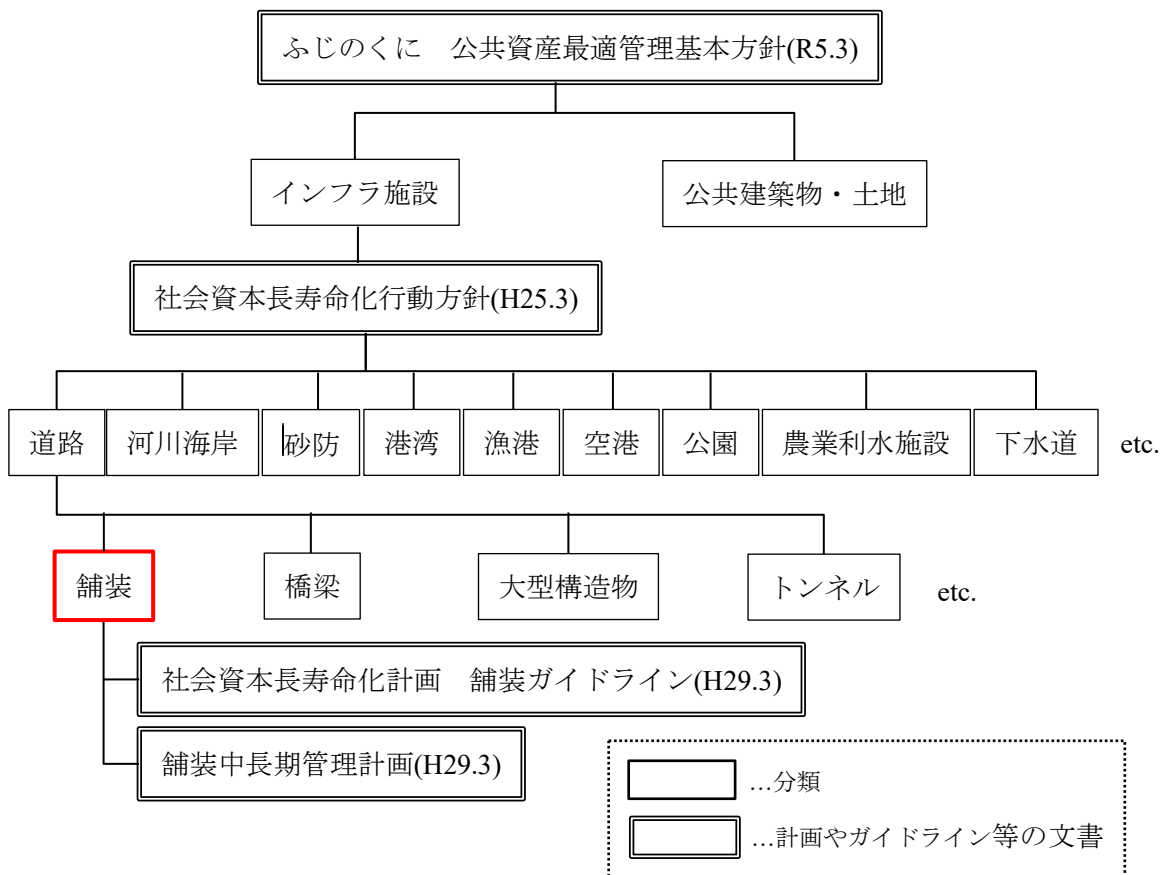 ふじのくに　公共資産最適管理基本方針(R5.3)
インフラ施設
公共建築物・土地
社会資本長寿命化行動方針(H25.3)
道路
河川海岸
砂防
港湾
漁港
空港
公園
農業利水施設
下水道
etc.
舗装
橋梁
大型構造物
トンネル
etc.
社会資本長寿命化計画　舗装ガイドライン(H29.3)
舗装中長期管理計画(H29.3)
…分類
…計画やガイドライン等の文書